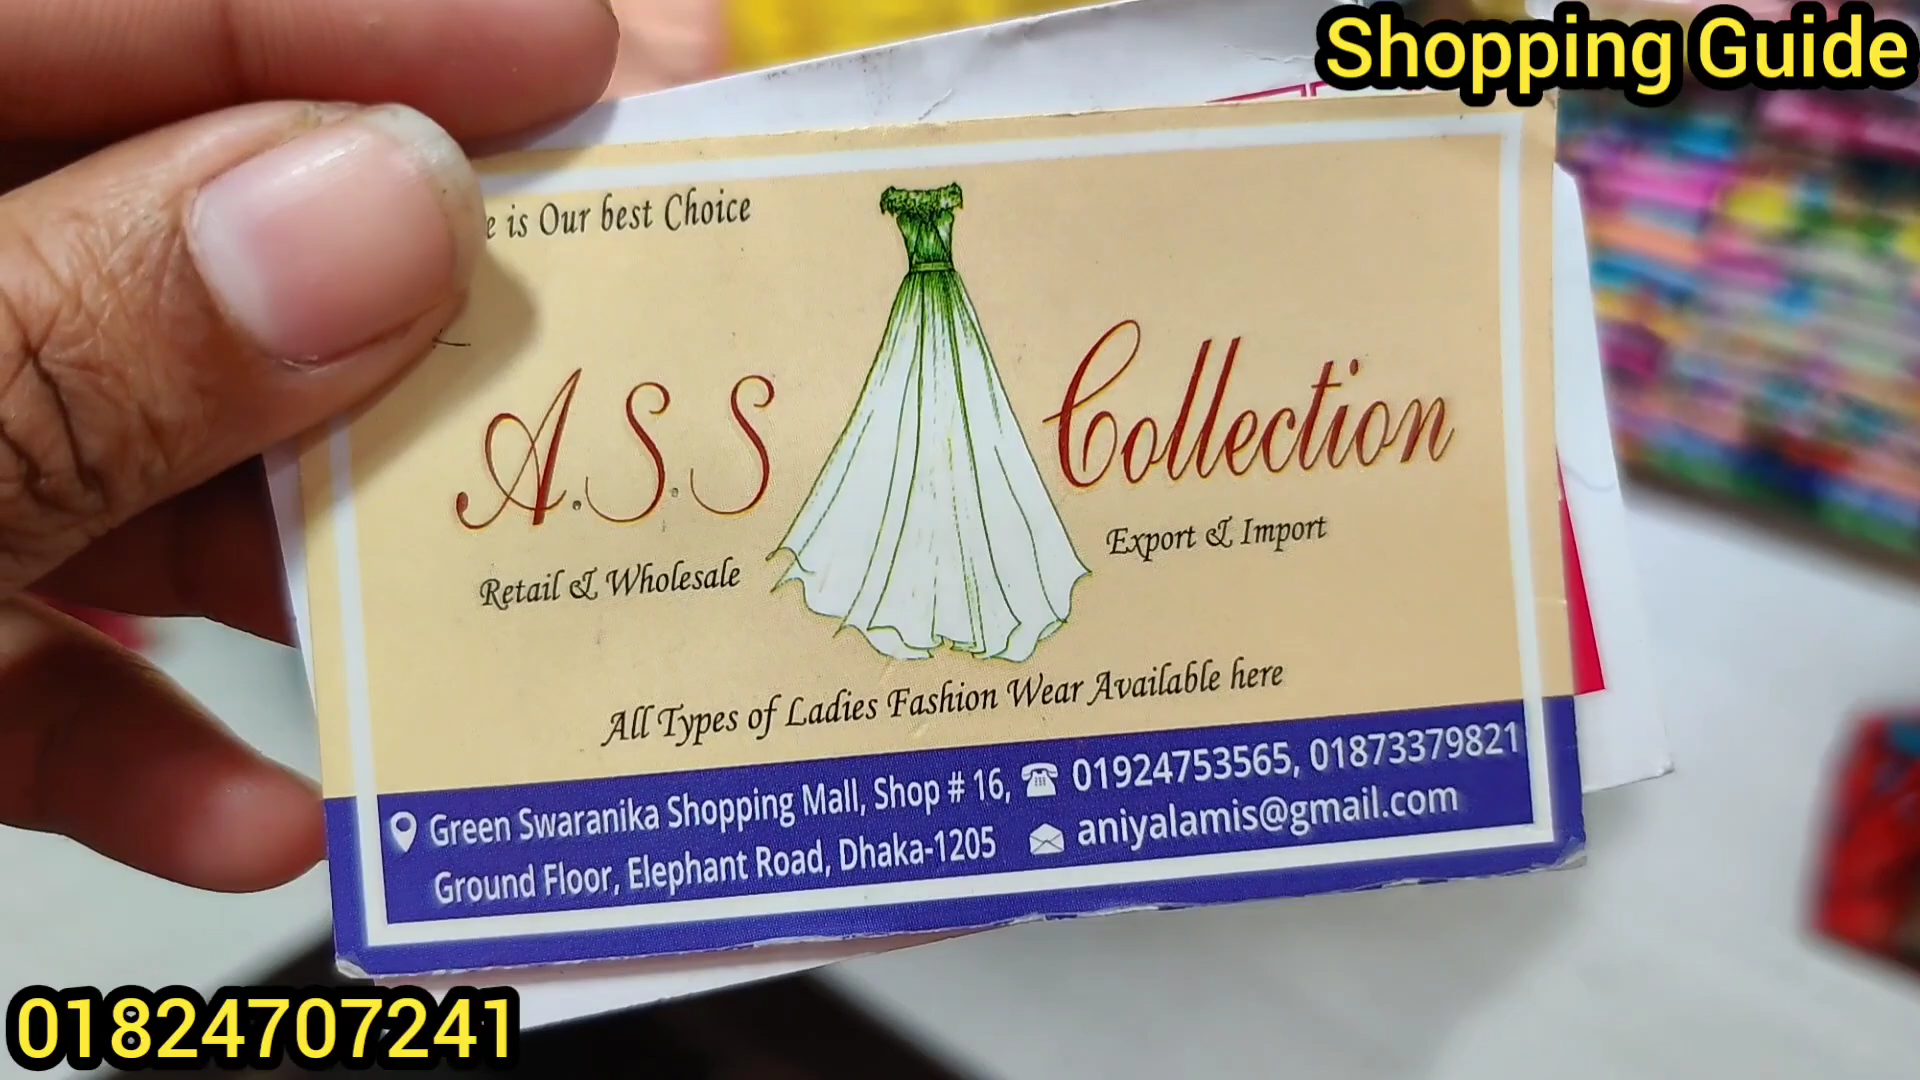 Shopping Guide
is Our best Choice
A.S.S Collection
Retail & Wholesale
Export & Import
All Types of Ladies Fashion Wear Available here
Green Swaranika Shopping Mall, Shop # 16,
Ground Floor, Elephant Road, Dhaka-1205
01924753565, 01873379821
aniyalamis@gmail.com
01824707241